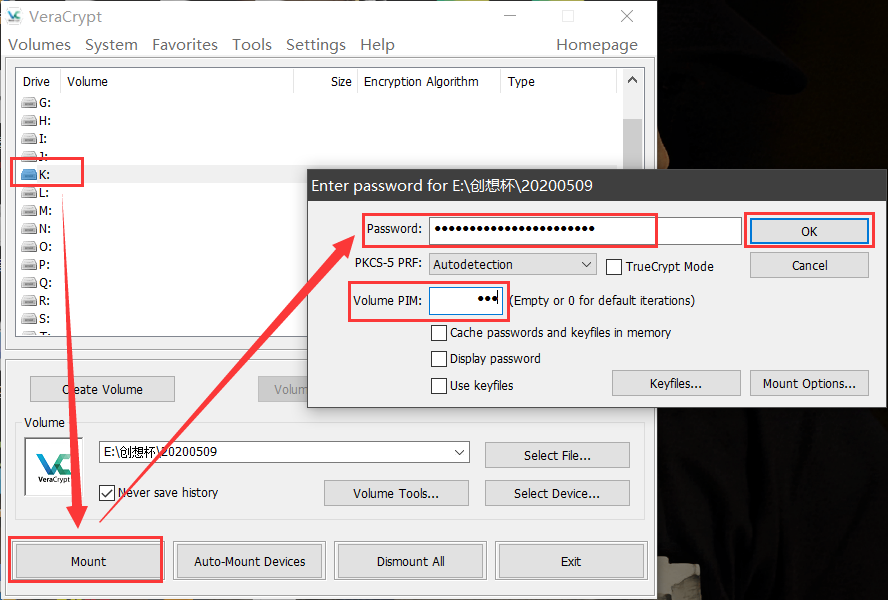 VeraCrypt
Volumes System Favorites Tools Settings Help Homepage
Drive Volume Size Encryption Algorithm Type
G:
H:
I:
J:
K:
L:
M:
N:
O:
P:
Q:
R:
S:
T:
Enter password for E:\创想杯\20200509
Password: ●●●●●●●●●●●●●●●●●●●●●●● OK
PKCS-5 PRF: Autodetection TrueCrypt Mode Cancel
Volume PIM: ●●● (Empty or 0 for default iterations)
Cache passwords and keyfiles in memory
Display password
Use keyfiles Keyfiles... Mount Options...
Create Volume Volum
Volume
VeraCrypt E:\创想杯\20200509 Select File...
Never save history Volume Tools... Select Device...
Mount Auto-Mount Devices Dismount All Exit